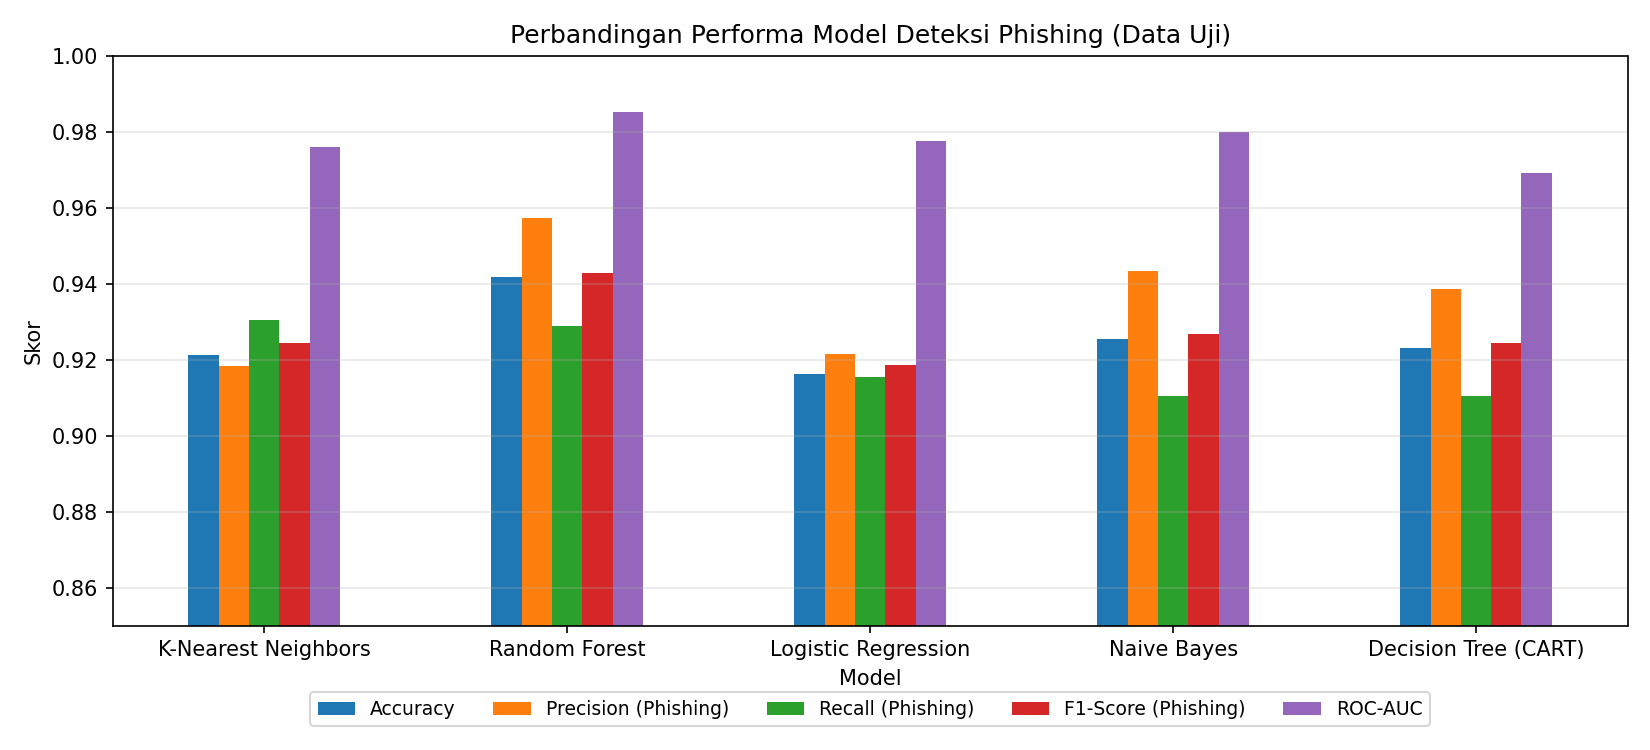 Perbandingan Performa Model Deteksi Phishing (Data Uji)
1.00
0.98
0.96
0.94
0.92
0.90
0.88
0.86
Skor
K-Nearest Neighbors
Random Forest
Logistic Regression
Naive Bayes
Decision Tree (CART)
Model
Accuracy
Precision (Phishing)
Recall (Phishing)
F1-Score (Phishing)
ROC-AUC